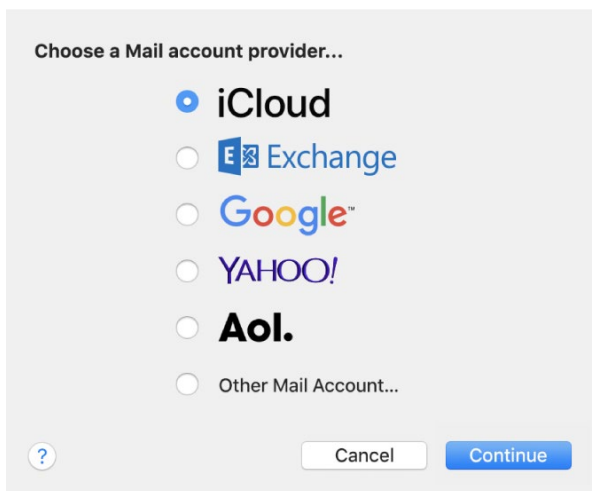 Choose a Mail account provider...
iCloud
E Exchange
Google™
YAHOO!
Aol.
Other Mail Account...
? Cancel Continue